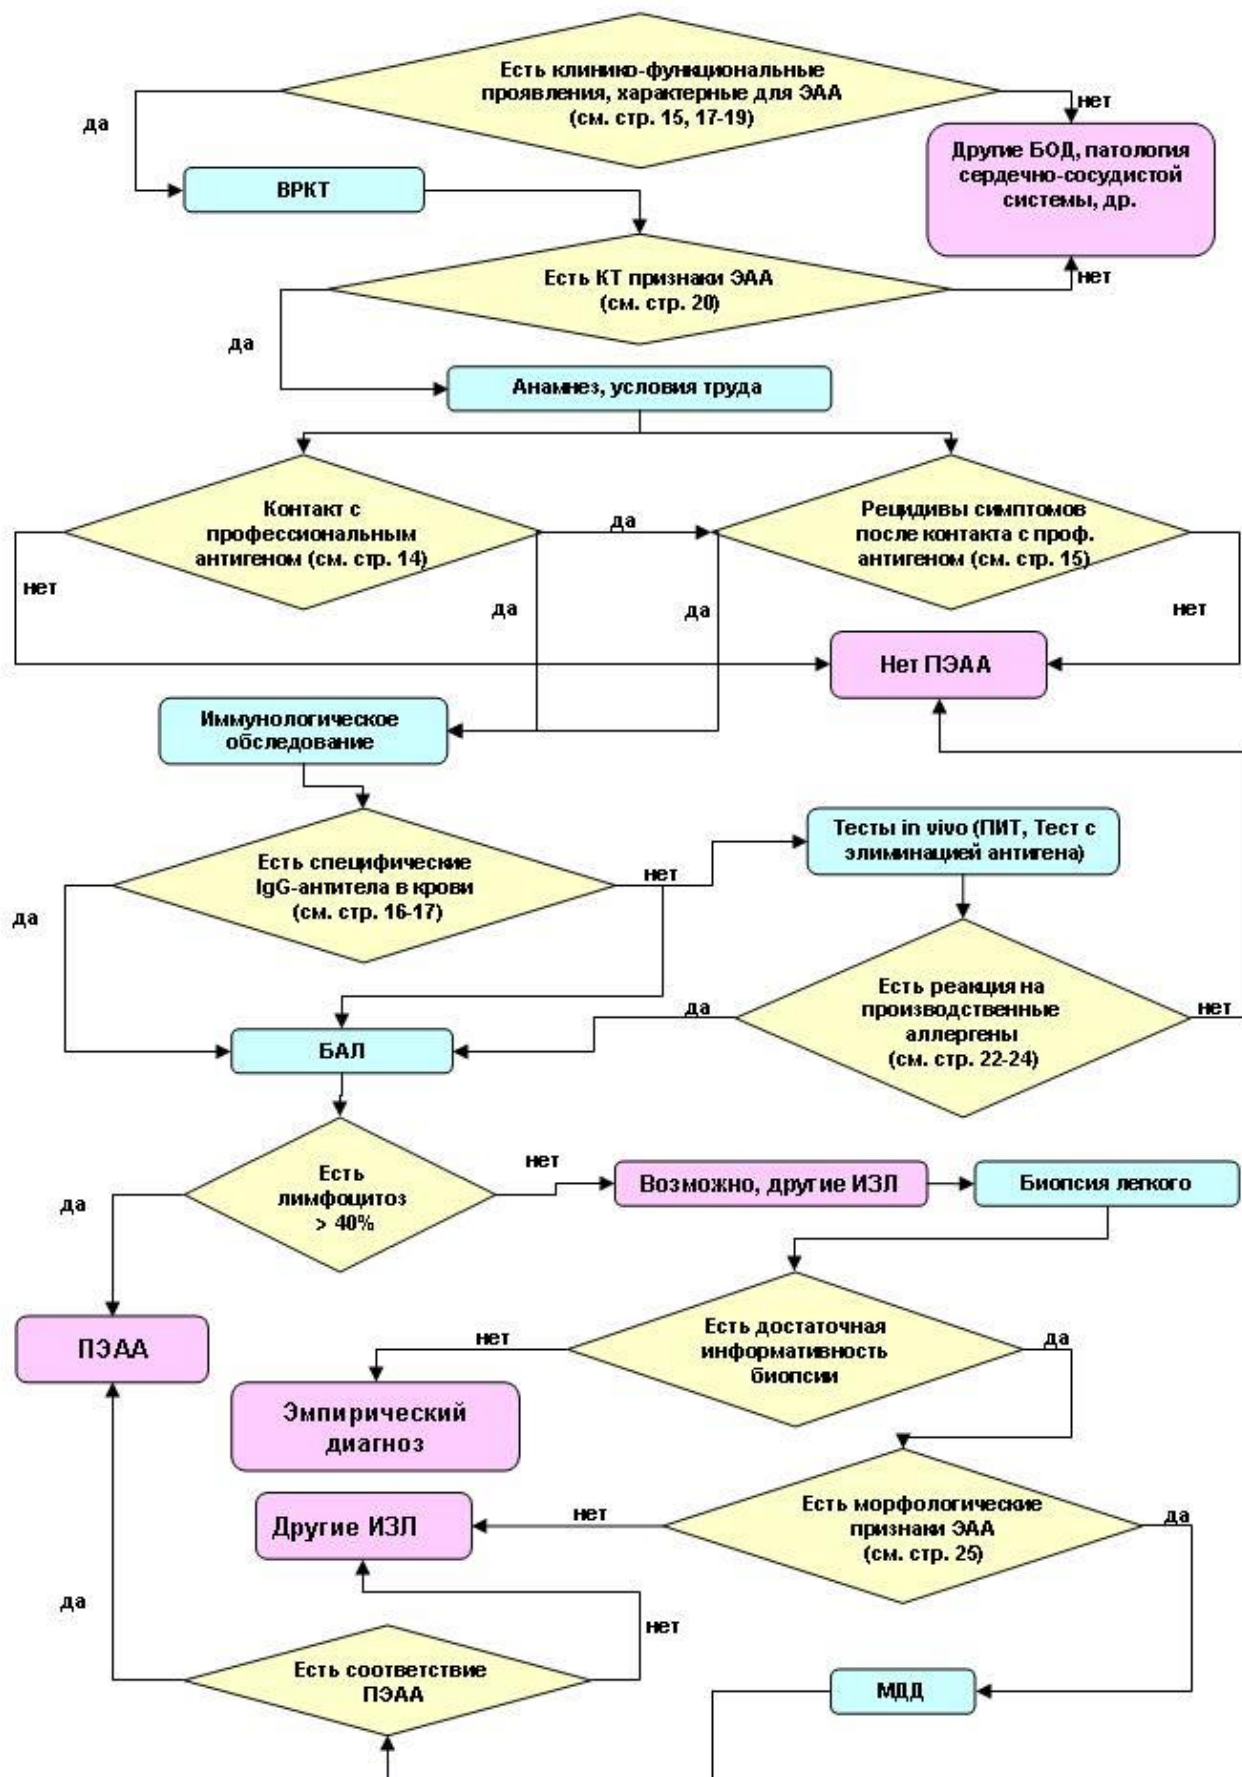 Есть клинико-функциональные
проявления, характерные для ЭАА
(см. стр. 15, 17-19)
да
нет
Другие БОД, патология
сердечно-сосудистой
системы, др.
ВРКТ
Есть КТ признаки ЭАА
(см. стр. 20)
нет
да
Анамнез, условия труда
Контакт с
профессиональным
антигеном (см. стр. 14)
да
Рецидивы симптомов
после контакта с проф.
антигеном (см. стр. 15)
нет
да
да
нет
Нет ПЭАА
Иммунологическое
обследование
Тесты in vivo (ПИТ, Тест с
элиминацией антигена)
Есть специфические
IgG-антитела в крови
(см. стр. 16-17)
нет
да
Есть реакция на
производственные
аллергены
(см. стр. 22-24)
да
нет
БАЛ
Есть
лимфоцитоз
> 40%
нет
да
Возможно, другие ИЗЛ
Биопсия легкого
ПЭАА
Есть достаточная
информативность
биопсии
нет
да
Эмпирический
диагноз
Есть морфологические
признаки ЭАА
(см. стр. 25)
нет
да
Другие ИЗЛ
да
нет
Есть соответствие
ПЭАА
МДД